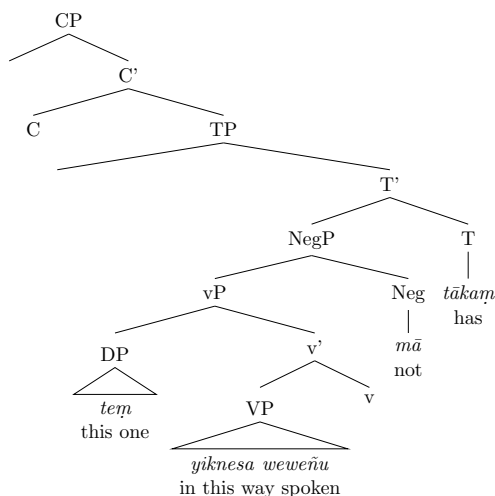 CP
C'
C TP
T'
NegP T
vP Neg tākaṃ
has
mā
not
DP v'
teṃ
this one
VP v
yiknesa weweñu
in this way spoken